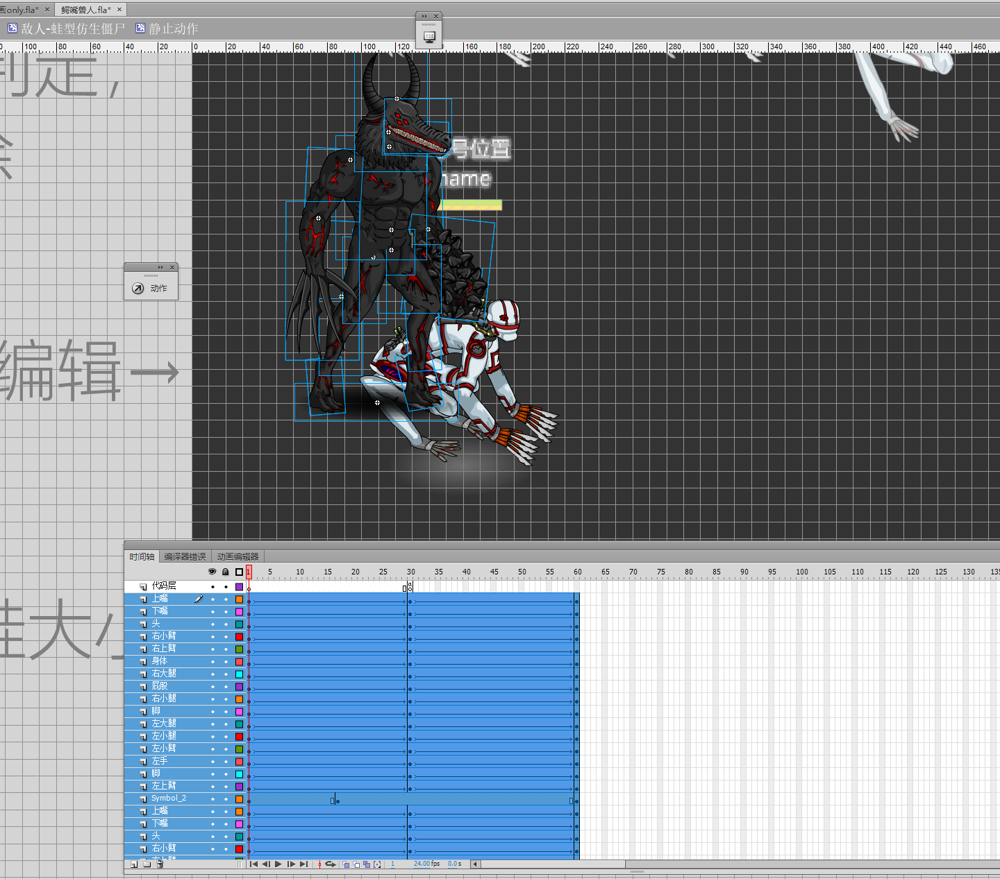 画only.fla* × 鳄嘴兽人.fla* ×
敌人-蛙型仿生僵尸 静止动作
100 80 60 40 20 0 20 40 60 80 100 120 160 180 200 220 240 260 280 300 320 340 360 380 400 420 440 460
判定,
号位置
name
动作
编辑→
蛙大小
时间轴 编译器错误 动画编辑器
1 5 10 15 20 25 30 35 40 45 50 55 60 65 70 75 80 85 90 95 100 105 110 115 120 125 130 135
代码层
上嘴
下嘴
头
右小臂
右上臂
身体
右大腿
屁股
右小腿
脚
左大腿
左小腿
左小臂
左手
脚
左上臂
Symbol_2
上嘴
下嘴
头
右小臂
右上臂
1 24.00 fps 0.0 s